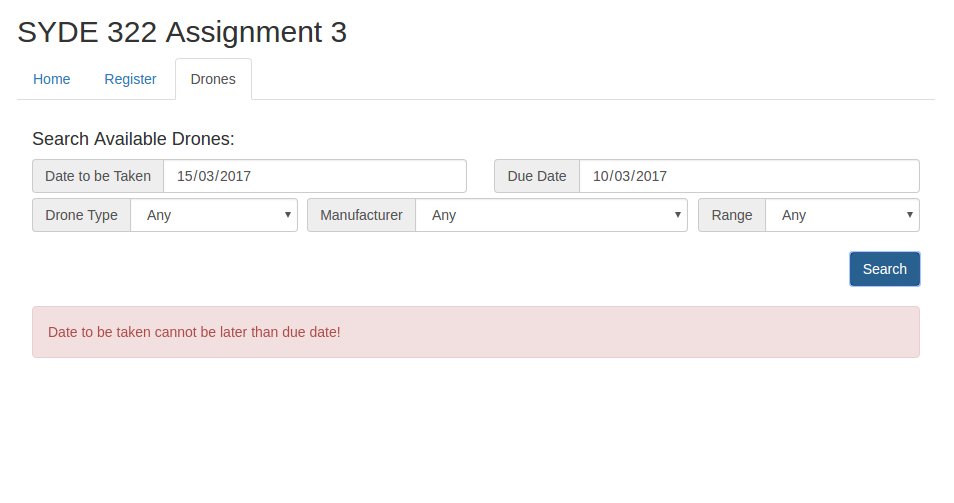 SYDE 322 Assignment 3
Home Register Drones
Search Available Drones:
Date to be Taken 15/03/2017 Due Date 10/03/2017
Drone Type Any Manufacturer Any Range Any
Search
Date to be taken cannot be later than due date!